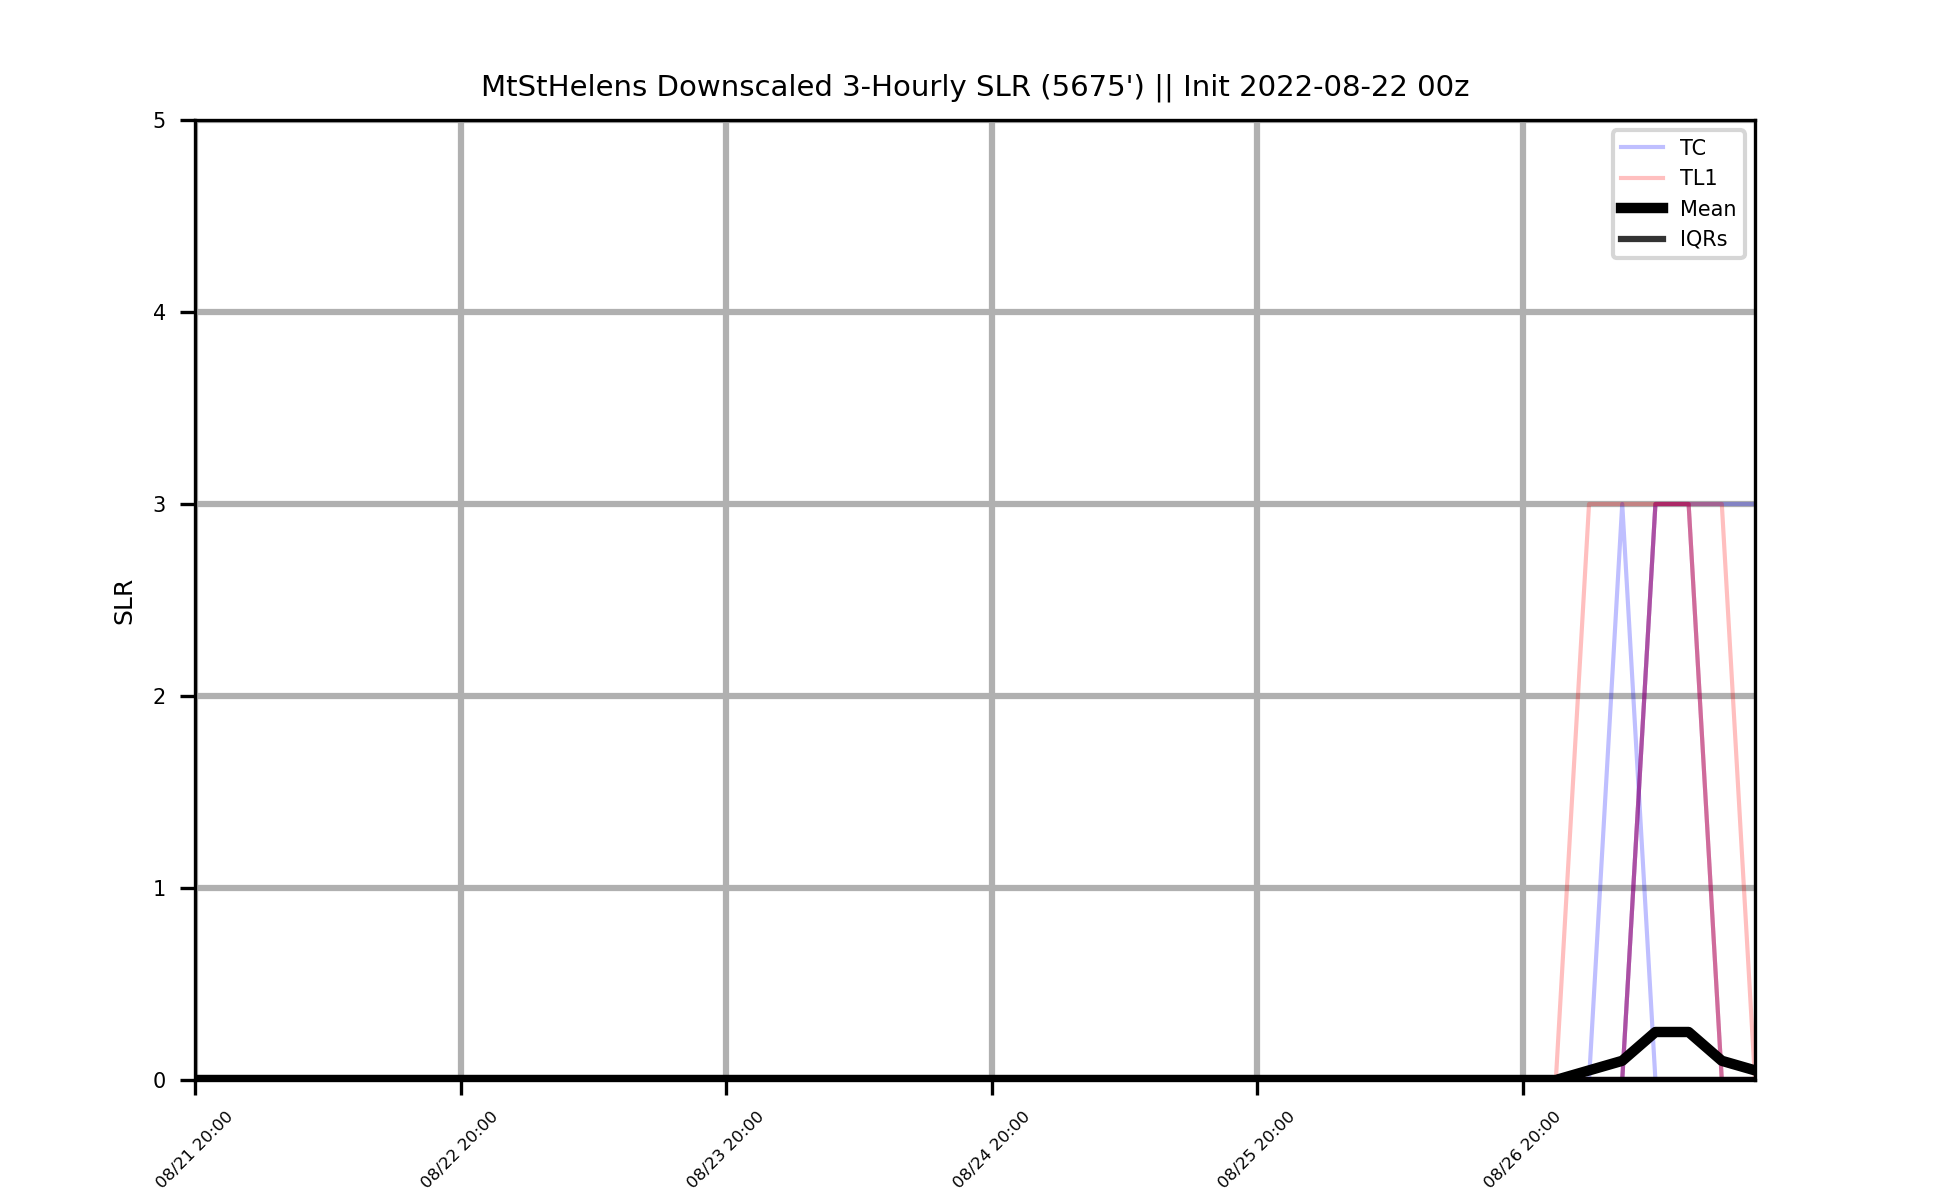 MtStHelens Downscaled 3-Hourly SLR (5675') || Init 2022-08-22 00z
5
4
3
2
1
0
SLR
TC
TL1
Mean
IQRs
08/21 20:00
08/22 20:00
08/23 20:00
08/24 20:00
08/25 20:00
08/26 20:00